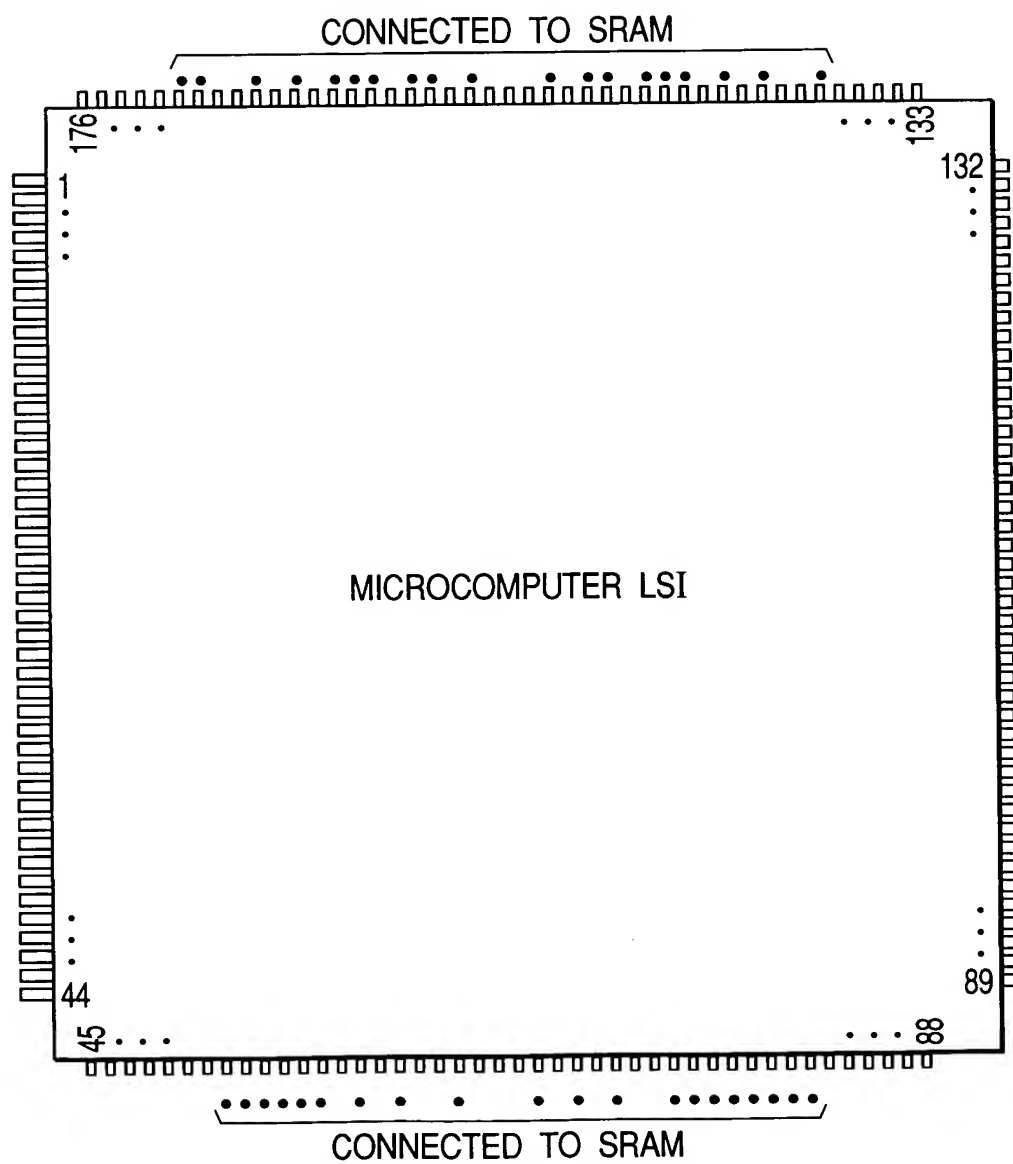 CONNECTED TO SRAM
176 . . . . . . 133
1 132
MICROCOMPUTER LSI
44 89
45 . . . . . . 88
CONNECTED TO SRAM